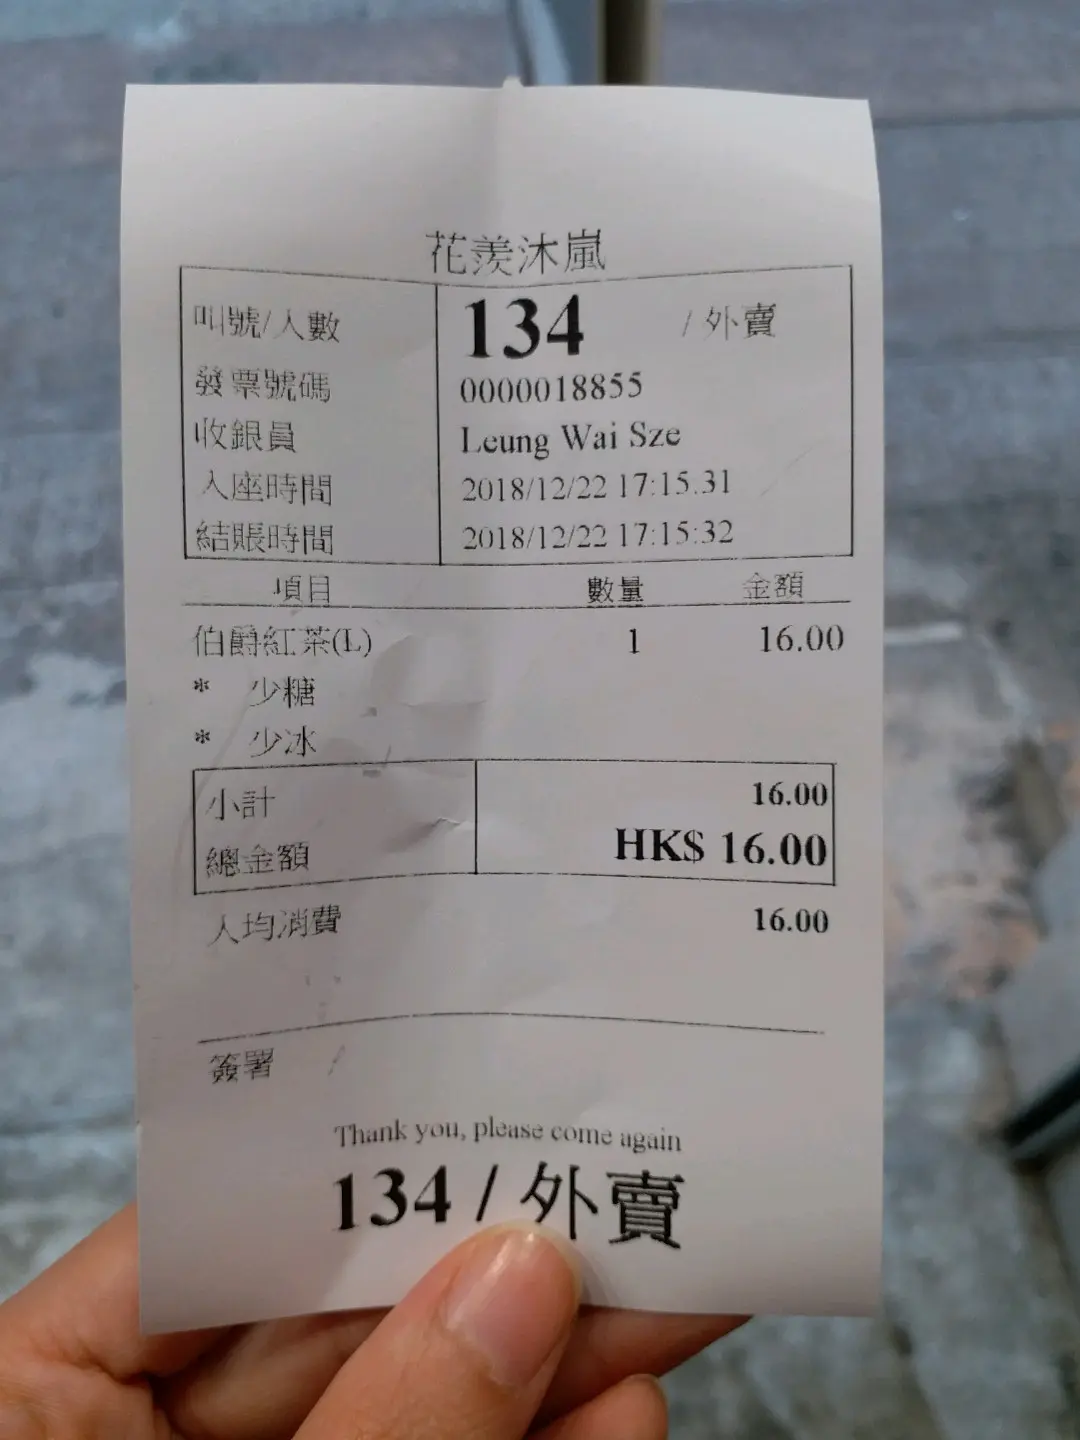 花羨沐嵐
叫號/人數 134 /外賣
發票號碼 0000018855
收銀員 Leung Wai Sze
入座時間 2018/12/22 17:15:31
結賬時間 2018/12/22 17:15:32
項目 數量 金額
伯爵紅茶(L) 1 16.00
* 少糖
* 少冰
小計 16.00
總金額 HK$ 16.00
人均消費 16.00
簽署
Thank you, please come again
134 / 外賣